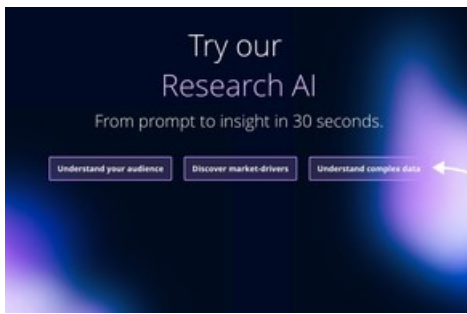 Try our
Research AI
From prompt to insight in 30 seconds.
Understand your audience
Discover market-drivers
Understand complex data